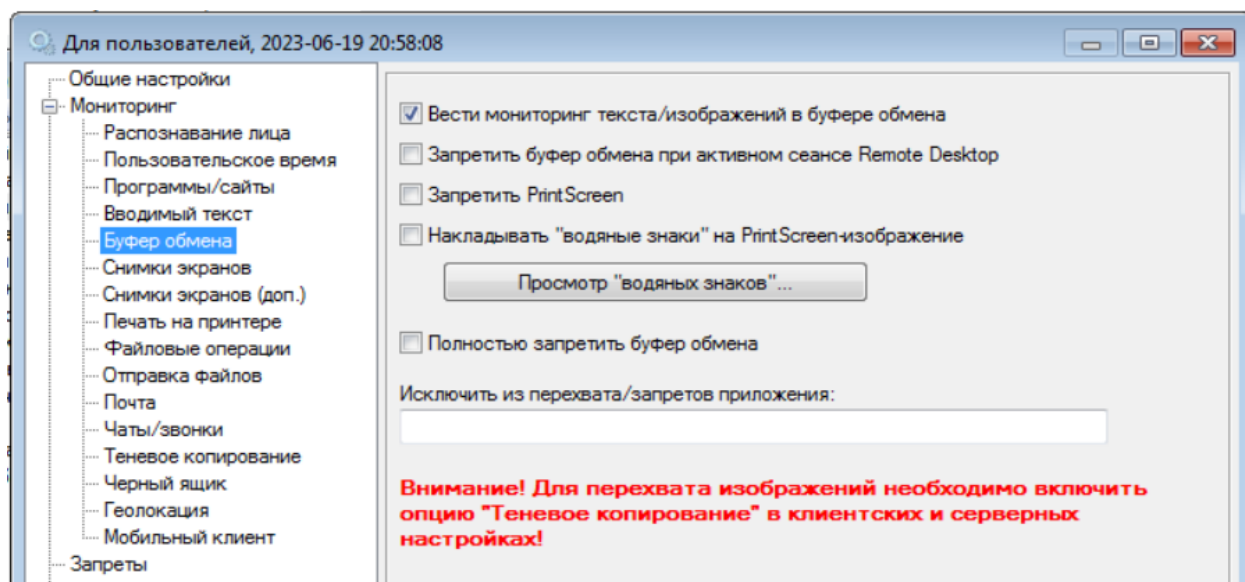 Для пользователей, 2023-06-19 20:58:08
Общие настройки
Мониторинг
Распознавание лица
Пользовательское время
Программы/сайты
Вводимый текст
Буфер обмена
Снимки экранов
Снимки экранов (доп.)
Печать на принтере
Файловые операции
Отправка файлов
Почта
Чаты/звонки
Теневое копирование
Черный ящик
Геолокация
Мобильный клиент
Запреты
Вести мониторинг текста/изображений в буфере обмена
Запретить буфер обмена при активном сеансе Remote Desktop
Запретить PrintScreen
Накладывать "водяные знаки" на PrintScreen-изображение
Просмотр "водяных знаков"...
Полностью запретить буфер обмена
Исключить из перехвата/запретов приложения:
Внимание! Для перехвата изображений необходимо включить
опцию "Теневое копирование" в клиентских и серверных
настройках!